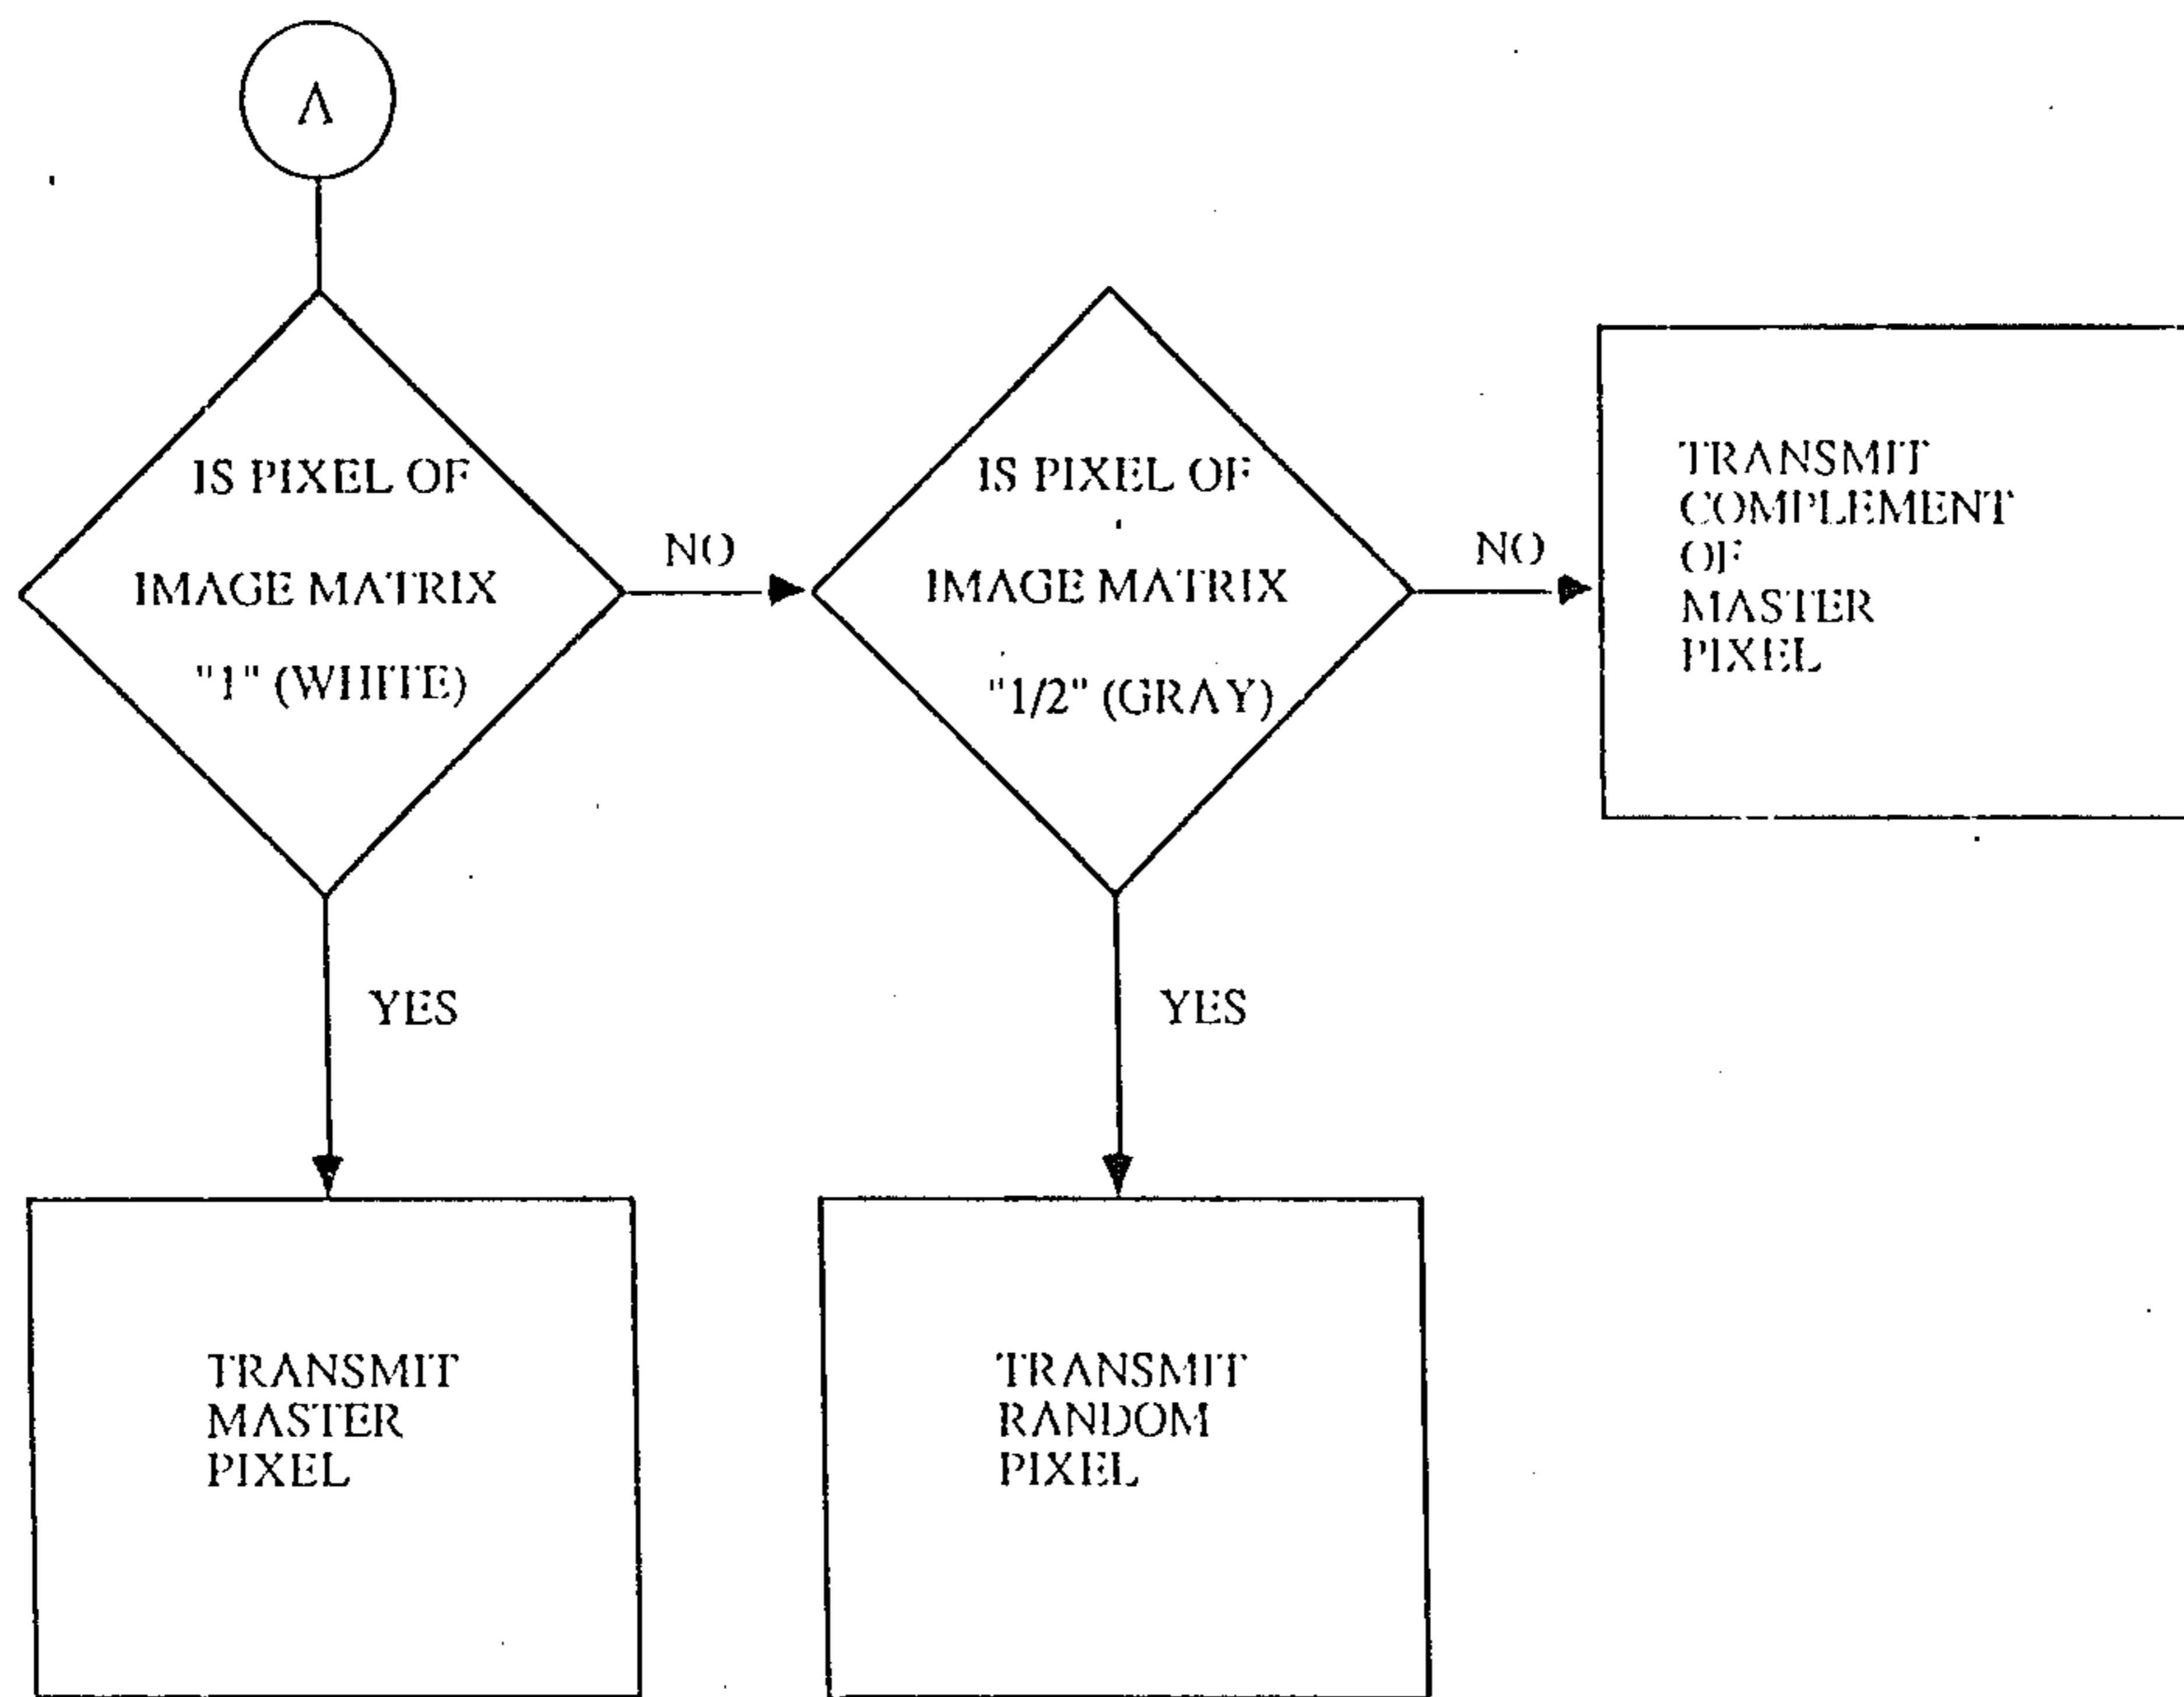 A
IS PIXEL OF
IMAGE MATRIX
"1" (WHITE)
NO
IS PIXEL OF
IMAGE MATRIX
"1/2" (GRAY)
NO
TRANSMIT
COMPLEMENT
OF
MASTER
PIXEL
YES
YES
TRANSMIT
MASTER
PIXEL
TRANSMIT
RANDOM
PIXEL